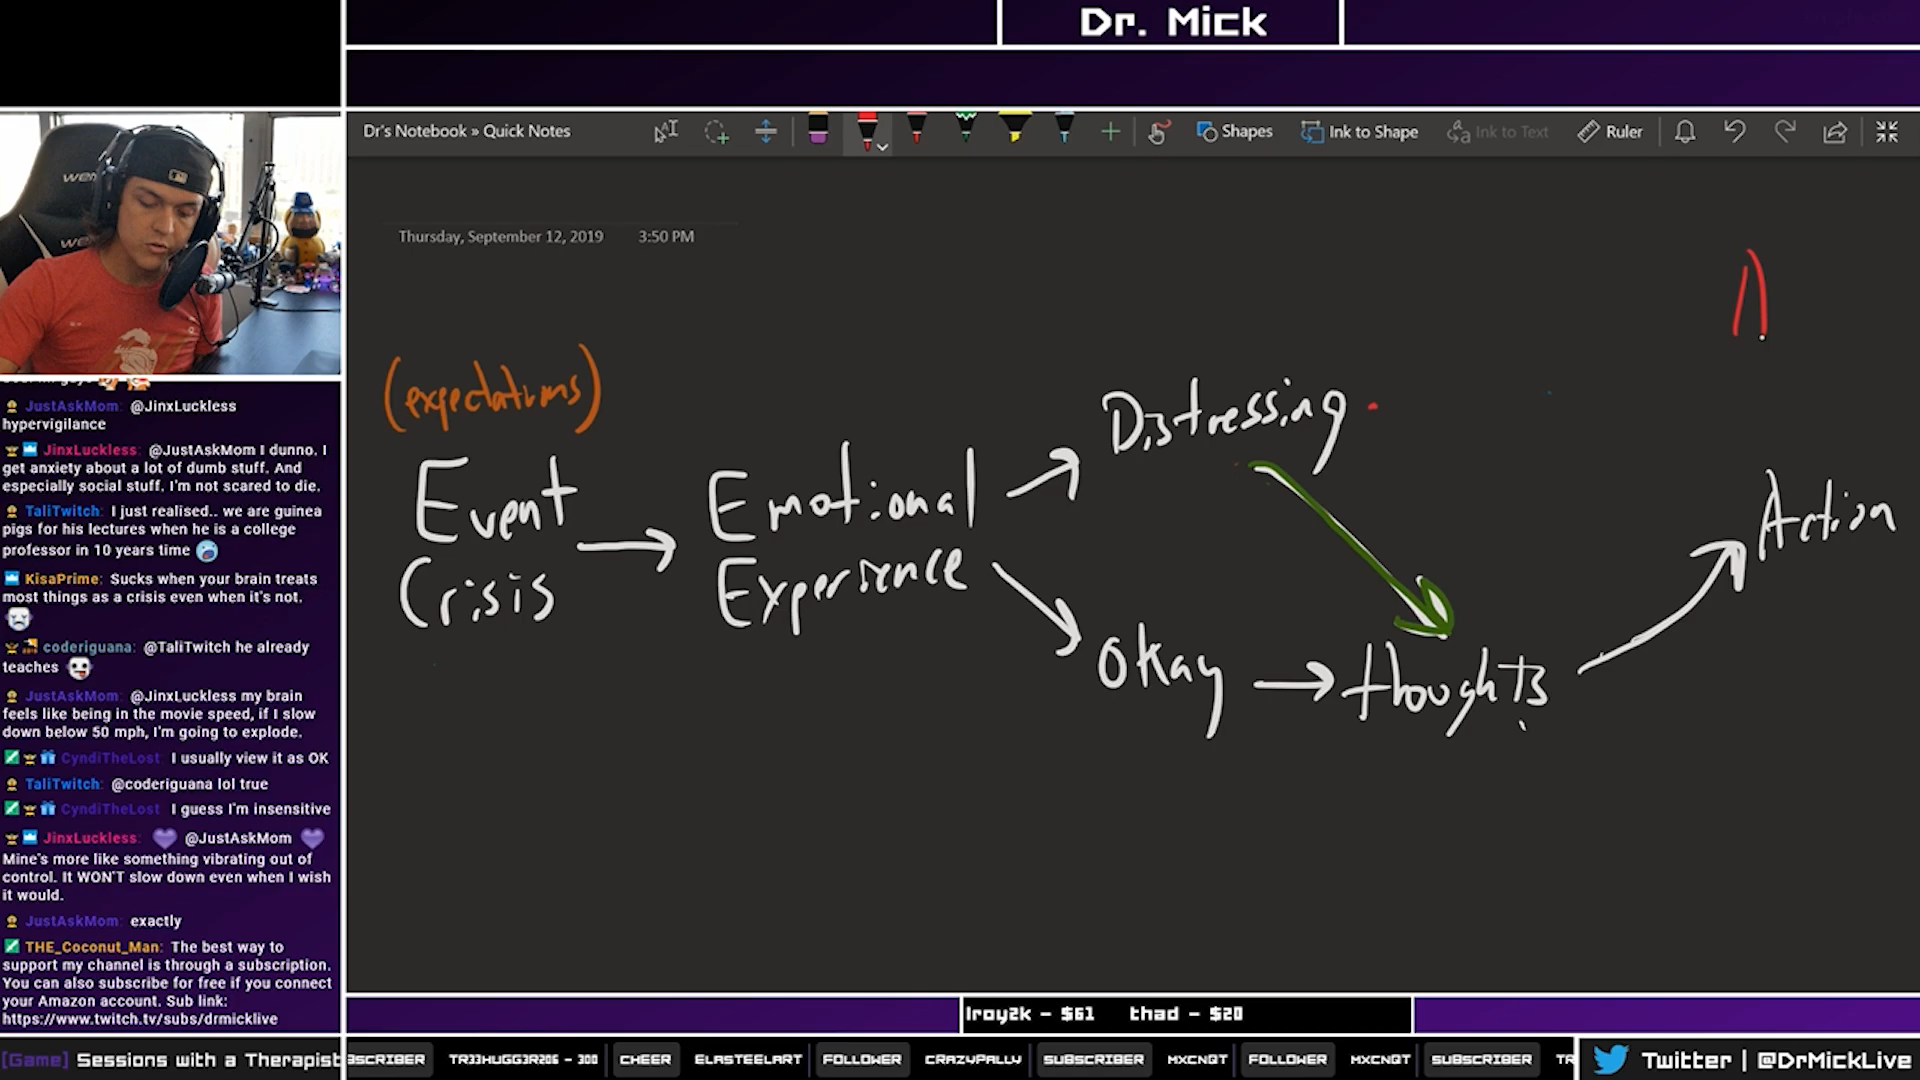 Dr. Mick
Dr's Notebook » Quick Notes
Shapes
Ink to Shape
Ink to Text
Ruler
Thursday, September 12, 2019 3:50 PM
(expectations)
Event
Crisis
Emotional
Experience
Distressing
Okay
thoughts
Action
JustAskMom: @JinxLuckless
hypervigilance
JinxLuckless: @JustAskMom I dunno. I
get anxiety about a lot of dumb stuff. And
especially social stuff. I'm not scared to die.
TaliTwitch: I just realised.. we are guinea
pigs for his lectures when he is a college
professor in 10 years time
KisaPrime: Sucks when your brain treats
most things as a crisis even when it's not.
coderiguana: @TaliTwitch he already
teaches
JustAskMom: @JinxLuckless my brain
feels like being in the movie speed, if I slow
down below 50 mph, I'm going to explode.
CyndiTheLost: I usually view it as OK
TaliTwitch: @coderiguana lol true
CyndiTheLost: I guess I'm insensitive
JinxLuckless: @JustAskMom
Mine's more like something vibrating out of
control. It WON'T slow down even when I wish
it would.
JustAskMom: exactly
THE_Coconut_Man: The best way to
support my channel is through a subscription.
You can also subscribe for free if you connect
your Amazon account. Sub link:
https://www.twitch.tv/subs/drmicklive
lroy2k - $61 thad - $20
[Game] Sessions with a Therapist
BSCRIBER TR33HUGG3R206 - 300 CHEER ELASTEELART FOLLOWER CRAZYPALLY SUBSCRIBER MXCNQT FOLLOWER MXCNQT SUBSCRIBER TR
Twitter | @DrMickLive